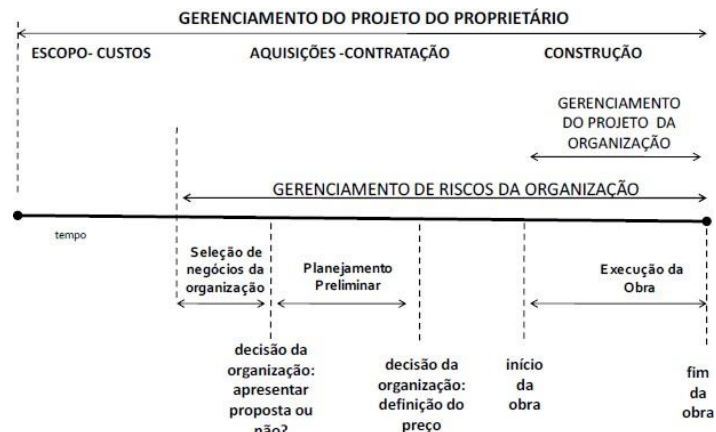 GERENCIAMENTO DO PROJETO DO PROPRIETÁRIO
ESCOPO- CUSTOS
AQUISIÇÕES -CONTRATAÇÃO
CONSTRUÇÃO
GERENCIAMENTO
DO PROJETO DA
ORGANIZAÇÃO
GERENCIAMENTO DE RISCOS DA ORGANIZAÇÃO
tempo
Seleção de
negócios da
organização
Planejamento
Preliminar
Execução da
Obra
decisão da
organização:
apresentar
proposta ou
não?
decisão da
organização:
definição do
preço
início
da
obra
fim
da
obra